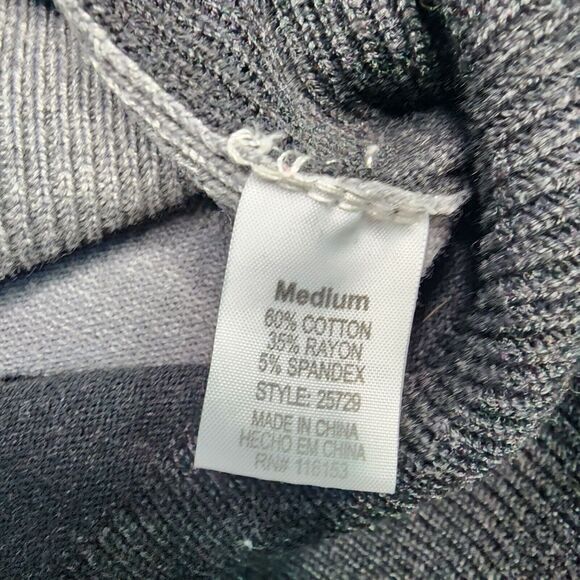 Medium
60% COTTON
35% RAYON
5% SPANDEX
STYLE: 25729
MADE IN CHINA
HECHO EM CHINA
RN# 116153